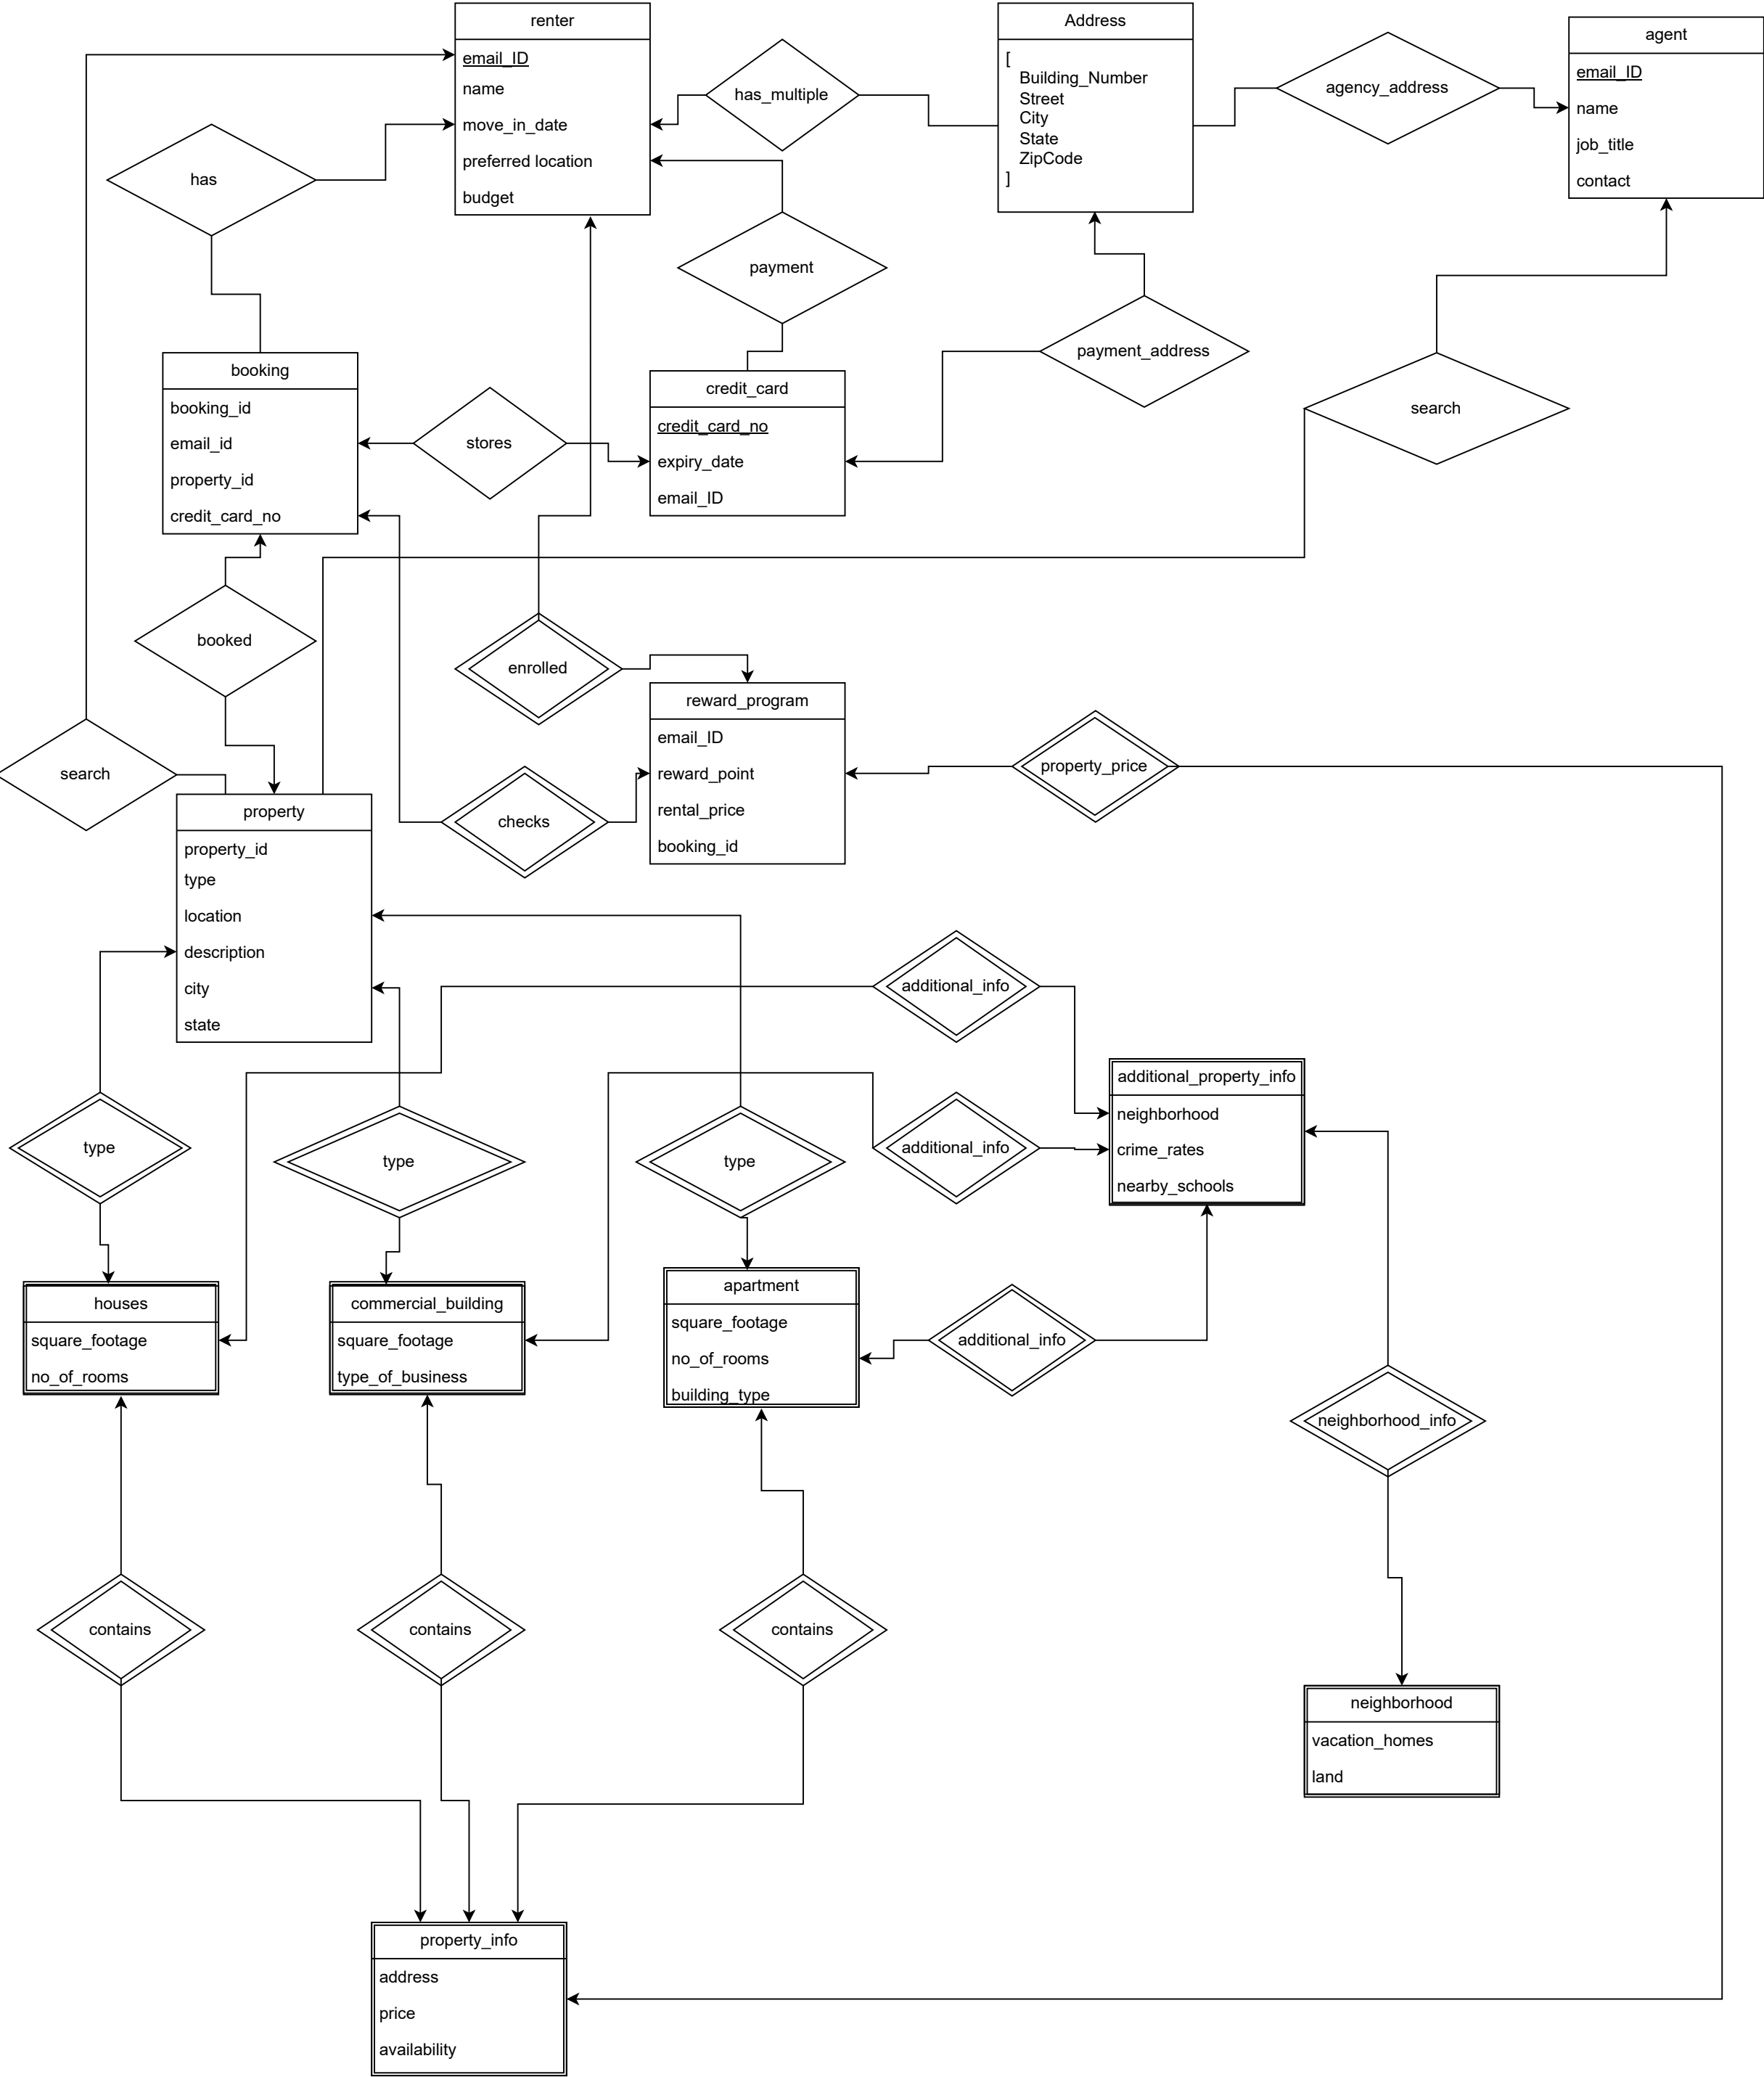 renter
email_ID
name
move_in_date
preferred location
budget
has_multiple
Address
[
Building_Number
Street
City
State
ZipCode
]
agency_address
agent
email_ID
name
job_title
contact
has
payment
payment_address
search
booking
booking_id
email_id
property_id
credit_card_no
stores
credit_card
credit_card_no
expiry_date
email_ID
booked
enrolled
reward_program
email_ID
reward_point
rental_price
booking_id
property_price
search
checks
property
property_id
type
location
description
city
state
additional_info
additional_info
additional_property_info
neighborhood
crime_rates
nearby_schools
type
type
type
houses
square_footage
no_of_rooms
commercial_building
square_footage
type_of_business
apartment
square_footage
no_of_rooms
building_type
additional_info
neighborhood_info
contains
contains
contains
neighborhood
vacation_homes
land
property_info
address
price
availability